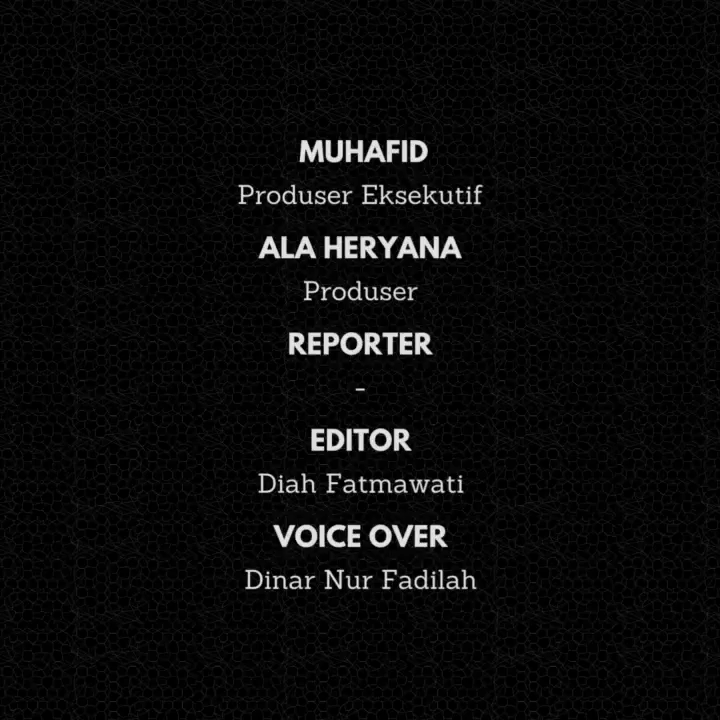 MUHAFID
Produser Eksekutif
ALA HERYANA
Produser
REPORTER
-
EDITOR
Diah Fatmawati
VOICE OVER
Dinar Nur Fadilah